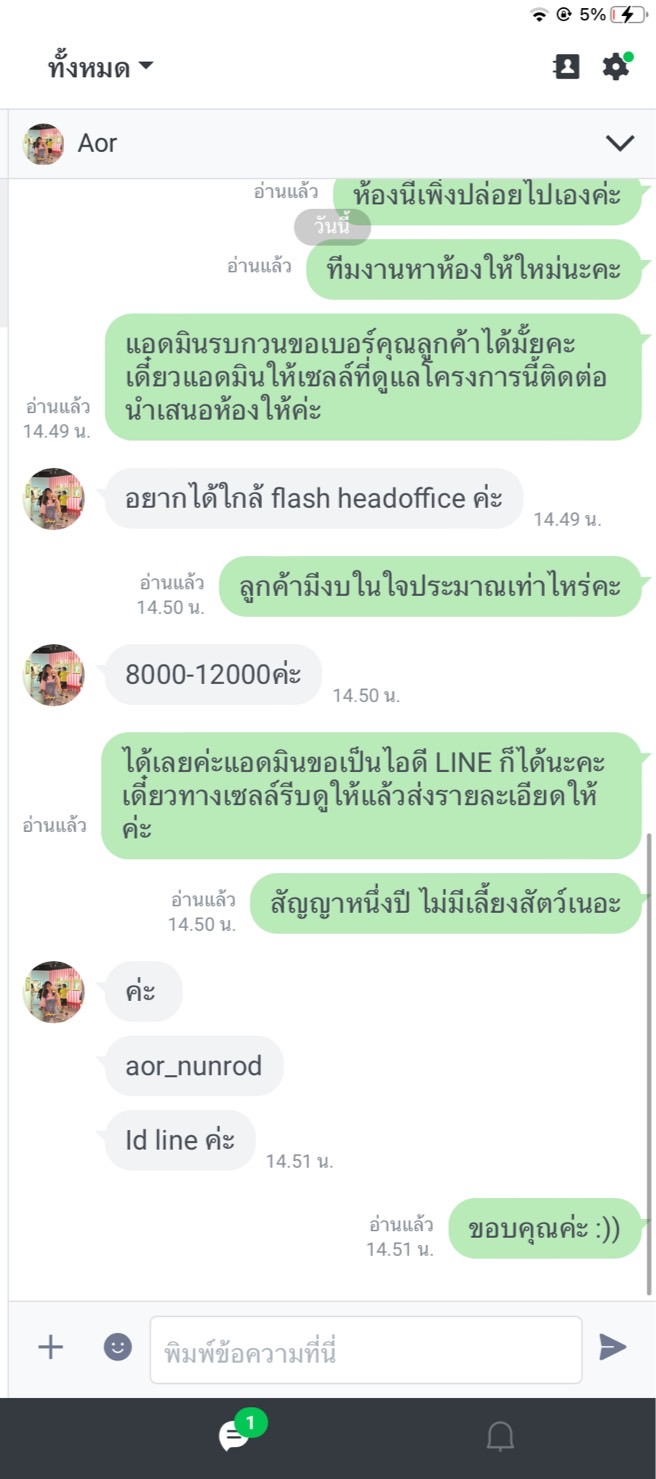 5%
ทั้งหมด
Aor
อ่านแล้ว
ห้องนี้เพิ่งปล่อยไปเองค่ะ
วันนี้
อ่านแล้ว
ทีมงานหาห้องให้ใหม่นะคะ
แอดมินรบกวนขอเบอร์คุณลูกค้าได้มั้ยคะ
เดี๋ยวแอดมินให้เซลล์ที่ดูแลโครงการนี้ติดต่อ
นำเสนอห้องให้ค่ะ
อ่านแล้ว
14.49 น.
อยากได้ใกล้ flash headoffice ค่ะ
14.49 น.
อ่านแล้ว
14.50 น.
ลูกค้ามีงบในใจประมาณเท่าไหร่คะ
8000-12000ค่ะ
14.50 น.
ได้เลยค่ะแอดมินขอเป็นไอดี LINE ก็ได้นะคะ
เดี๋ยวทางเซลล์รีบดูให้แล้วส่งรายละเอียดให้
ค่ะ
อ่านแล้ว
อ่านแล้ว
14.50 น.
สัญญาหนึ่งปี ไม่มีเลี้ยงสัตว์เนอะ
ค่ะ
aor_nunrod
Id line ค่ะ
14.51 น.
อ่านแล้ว
14.51 น.
ขอบคุณค่ะ :))
พิมพ์ข้อความที่นี่
1